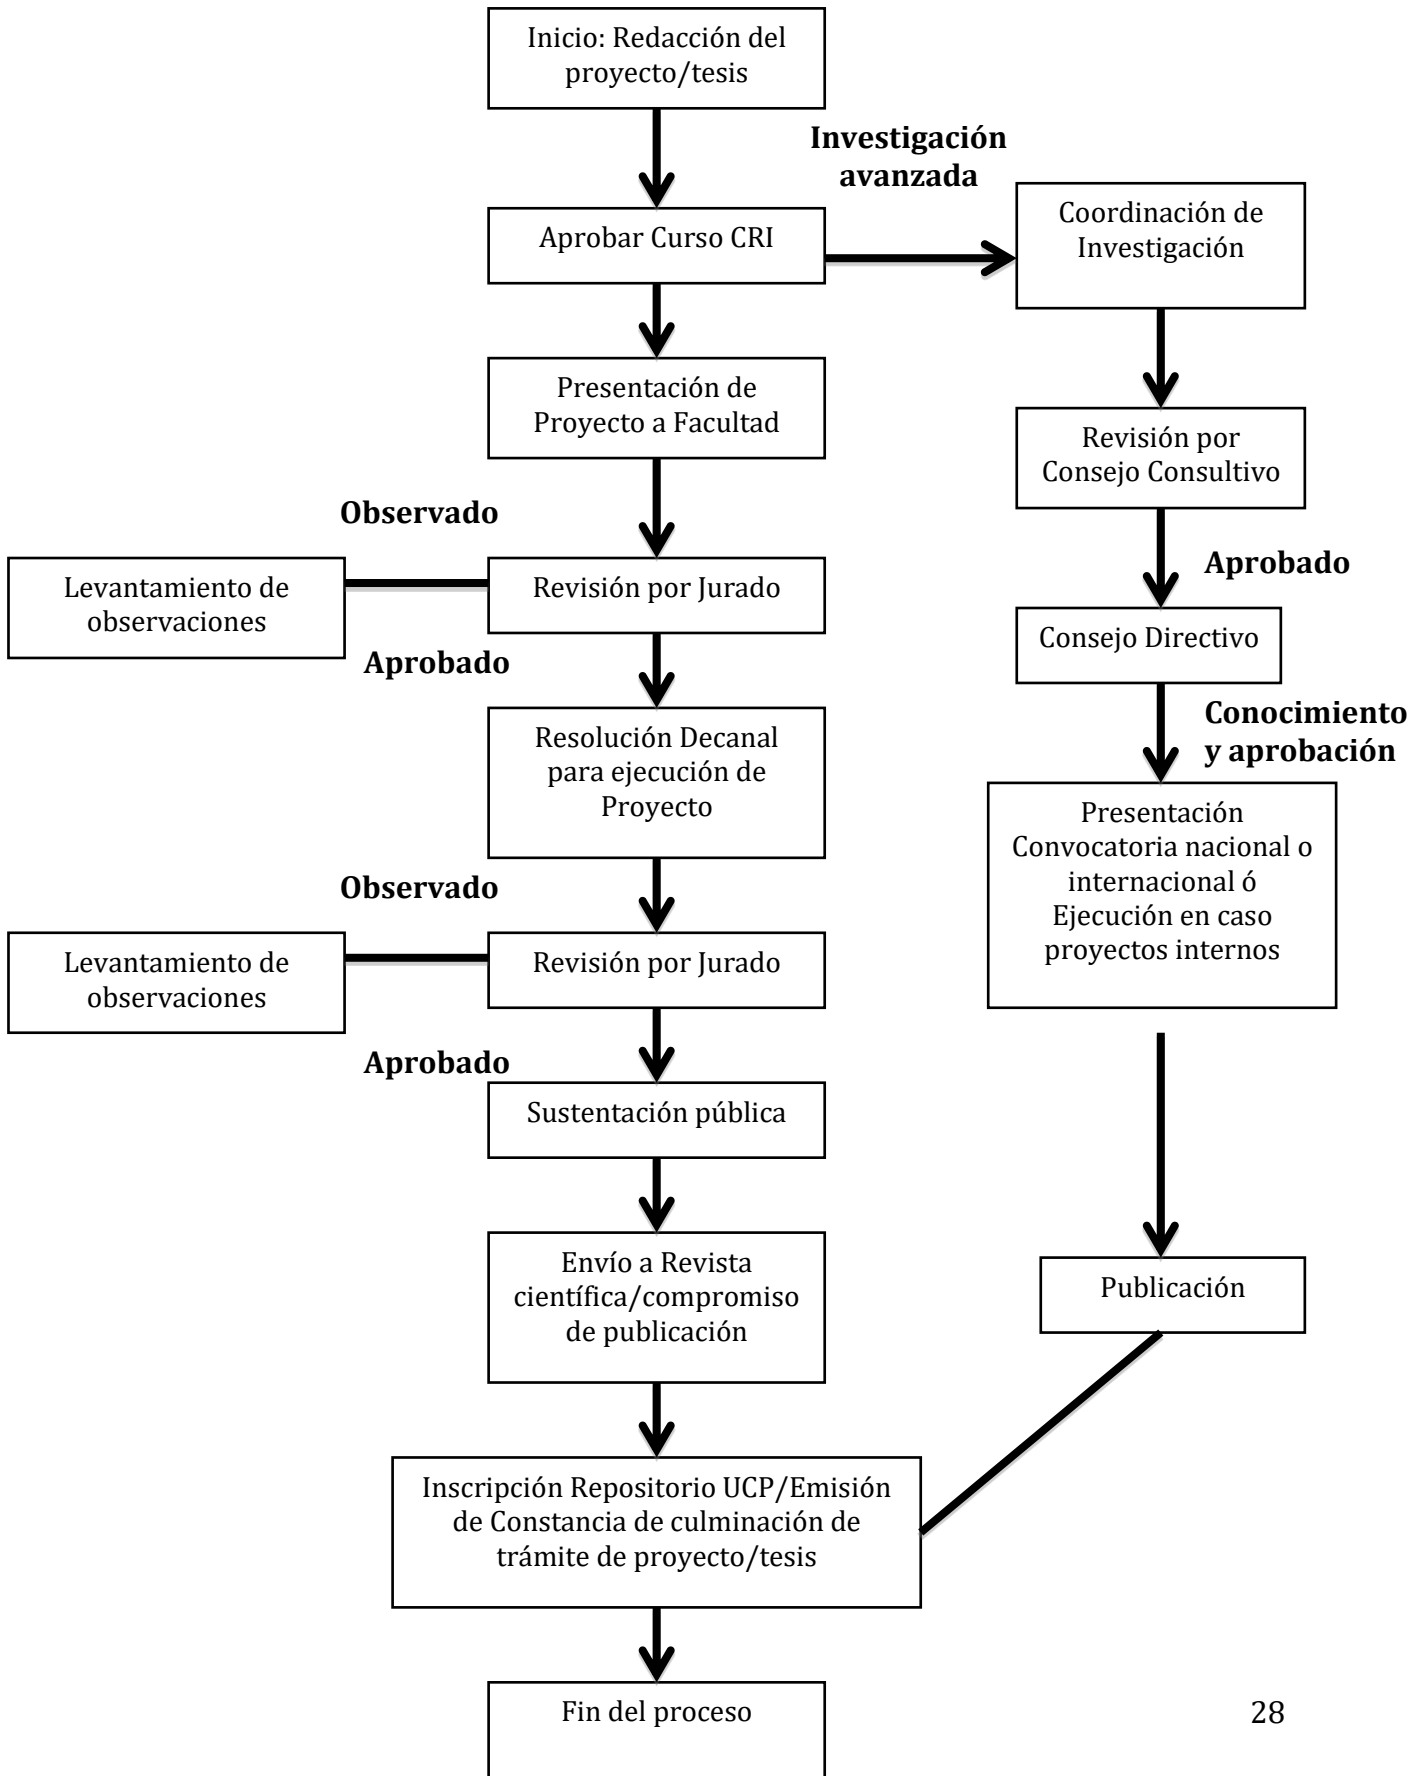 Inicio: Redacción del
proyecto/tesis
Investigación
avanzada
Aprobar Curso CRI
Coordinación de
Investigación
Presentación de
Proyecto a Facultad
Revisión por
Consejo Consultivo
Observado
Levantamiento de
observaciones
Revisión por Jurado
Aprobado
Aprobado
Consejo Directivo
Resolución Decanal
para ejecución de
Proyecto
Conocimiento
y aprobación
Presentación
Convocatoria nacional o
internacional ó
Ejecución en caso
proyectos internos
Observado
Levantamiento de
observaciones
Revisión por Jurado
Aprobado
Sustentación pública
Envío a Revista
científica/compromiso
de publicación
Publicación
Inscripción Repositorio UCP/Emisión
de Constancia de culminación de
trámite de proyecto/tesis
Fin del proceso
28